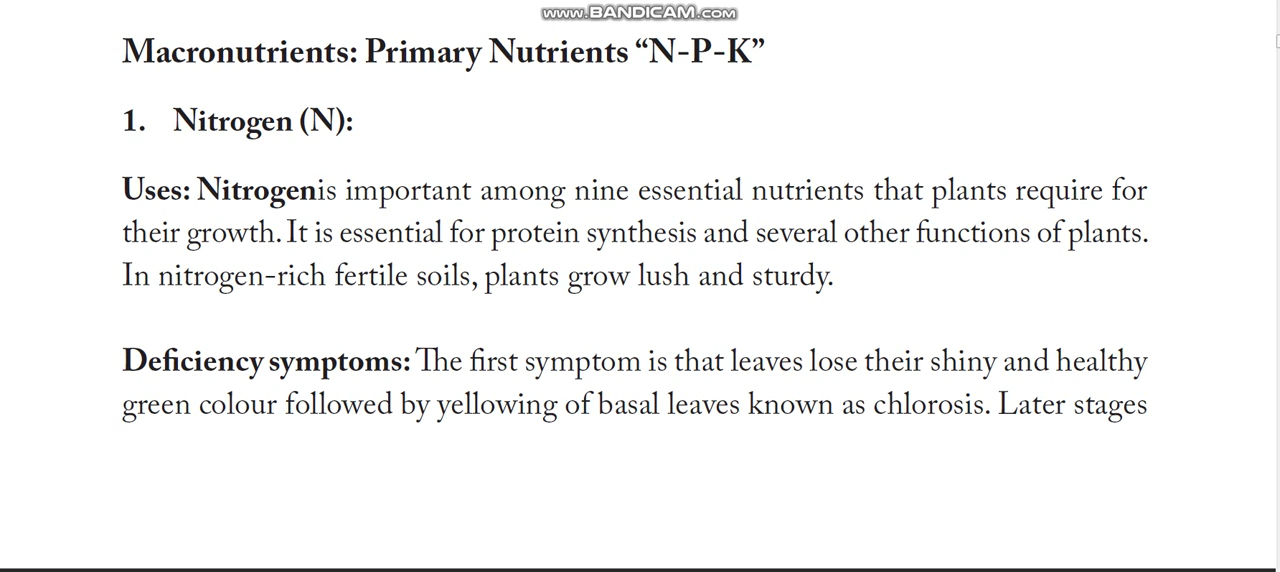 www.BANDICAM.com
Macronutrients: Primary Nutrients “N-P-K”
1. Nitrogen (N):
Uses: Nitrogenis important among nine essential nutrients that plants require for
their growth. It is essential for protein synthesis and several other functions of plants.
In nitrogen-rich fertile soils, plants grow lush and sturdy.
Deficiency symptoms: The first symptom is that leaves lose their shiny and healthy
green colour followed by yellowing of basal leaves known as chlorosis. Later stages